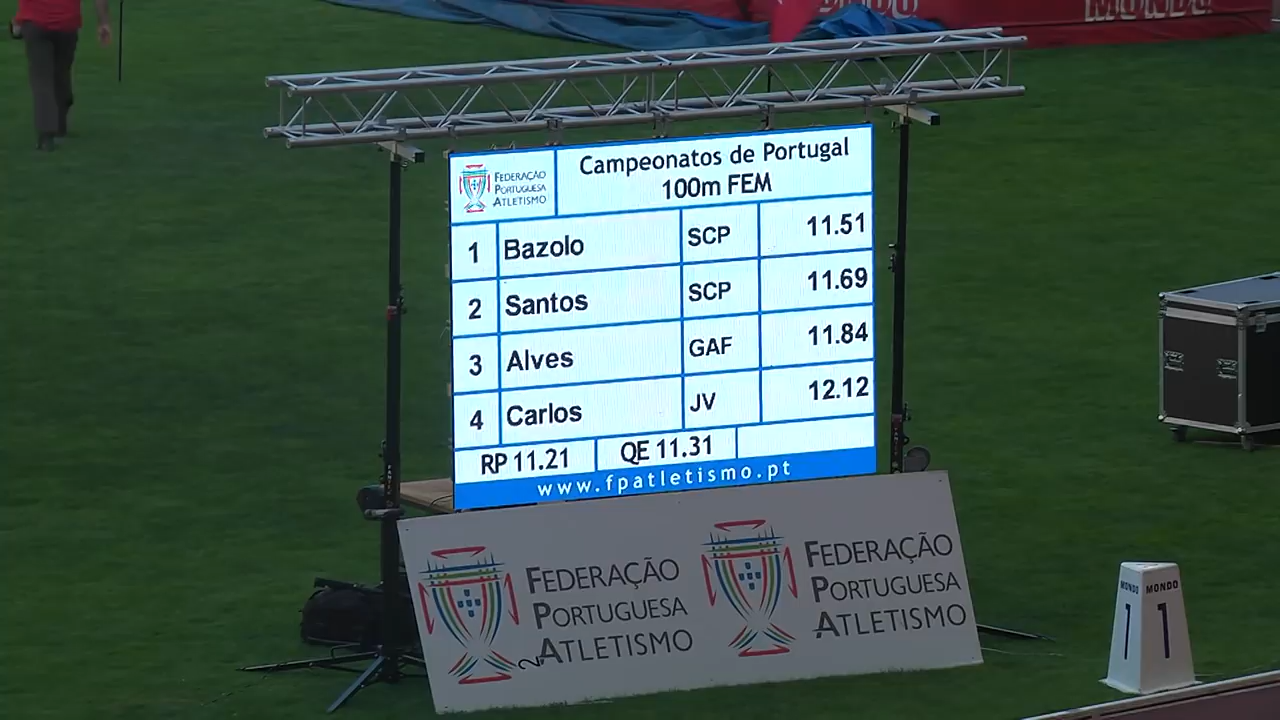 MONDO
Campeonatos de Portugal
100m FEM
FEDERAÇÃO
PORTUGUESA
ATLETISMO
1 Bazolo SCP 11.51
2 Santos SCP 11.69
3 Alves GAF 11.84
4 Carlos JV 12.12
RP 11.21 QE 11.31
www.fpatletismo.pt
FEDERAÇÃO
PORTUGUESA
ATLETISMO
2
FEDERAÇÃO
PORTUGUESA
ATLETISMO
MONDO MONDO
1 1